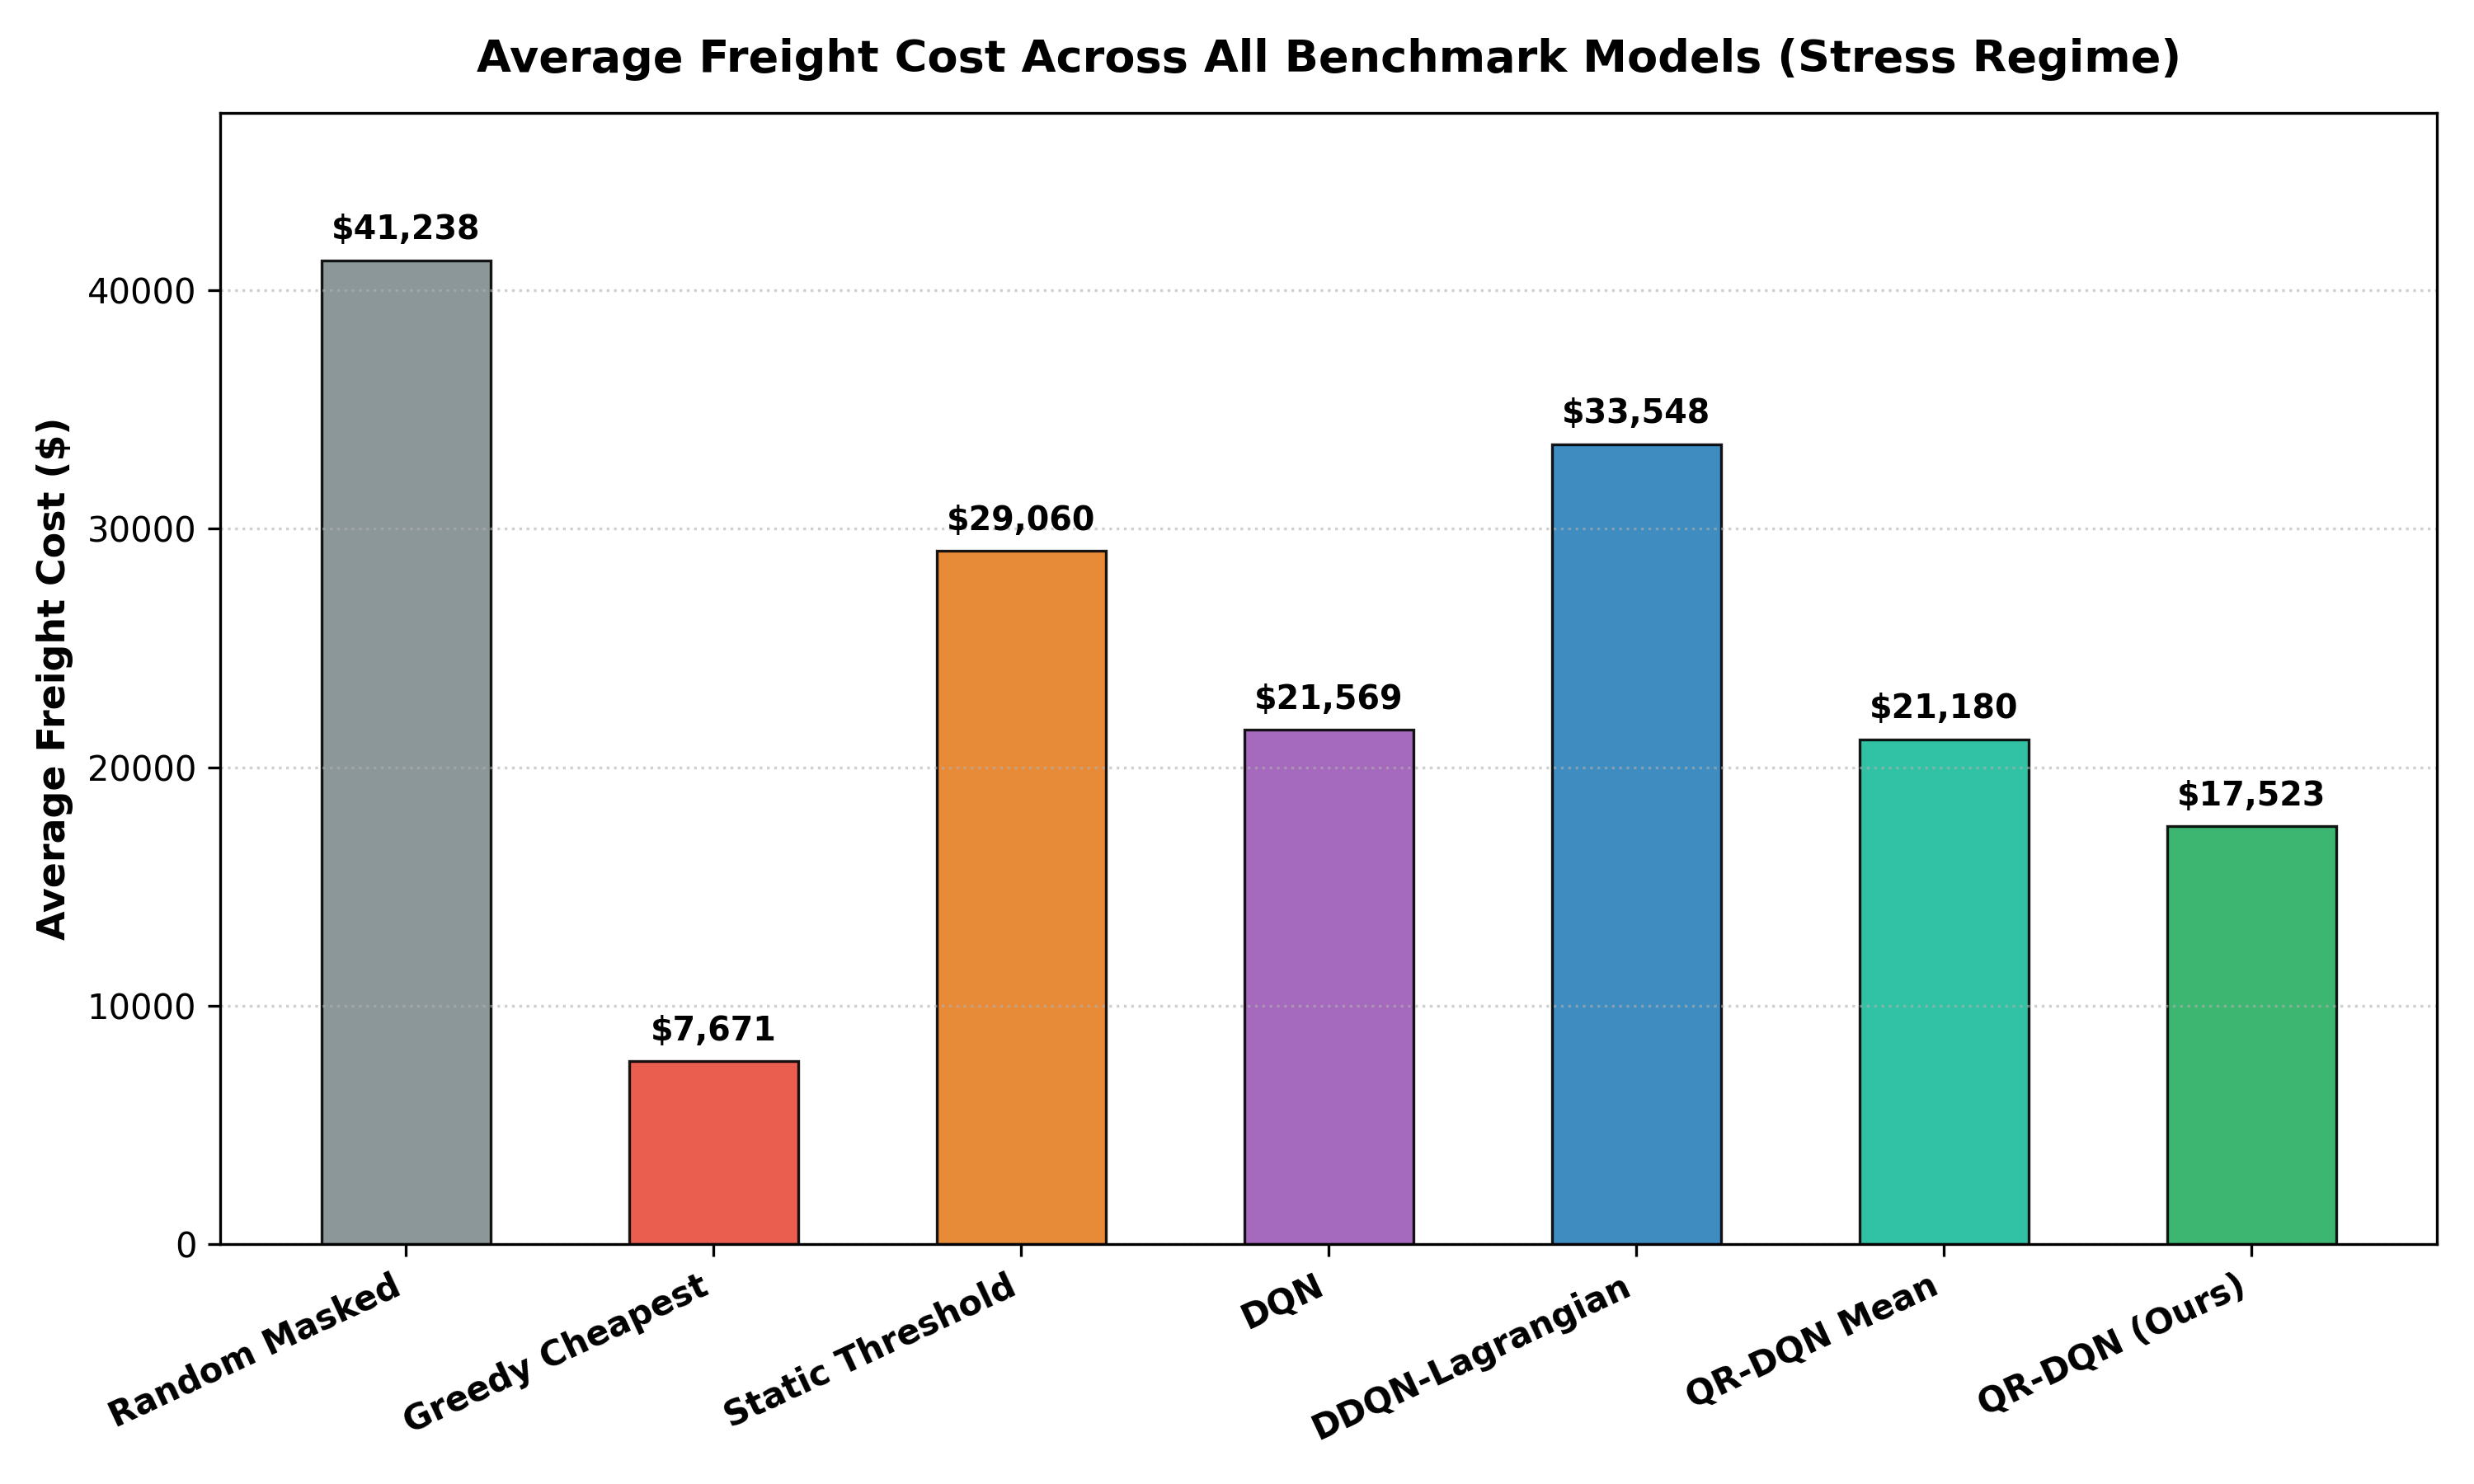 Average Freight Cost Across All Benchmark Models (Stress Regime)
Average Freight Cost ($)
40000
30000
20000
10000
0
$41,238
$7,671
$29,060
$21,569
$33,548
$21,180
$17,523
Random Masked
Greedy Cheapest
Static Threshold
DQN
DDQN-Lagrangian
QR-DQN Mean
QR-DQN (Ours)